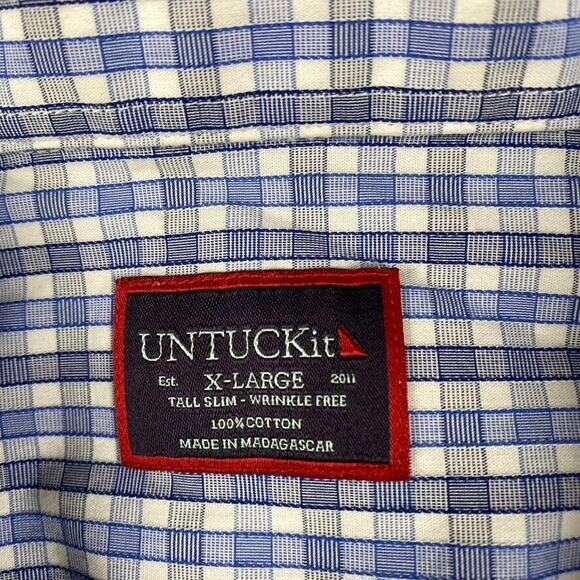 UNTUCKit
Est. X-LARGE 2011
TALL SLIM - WRINKLE FREE
100% COTTON
MADE IN MADAGASCAR